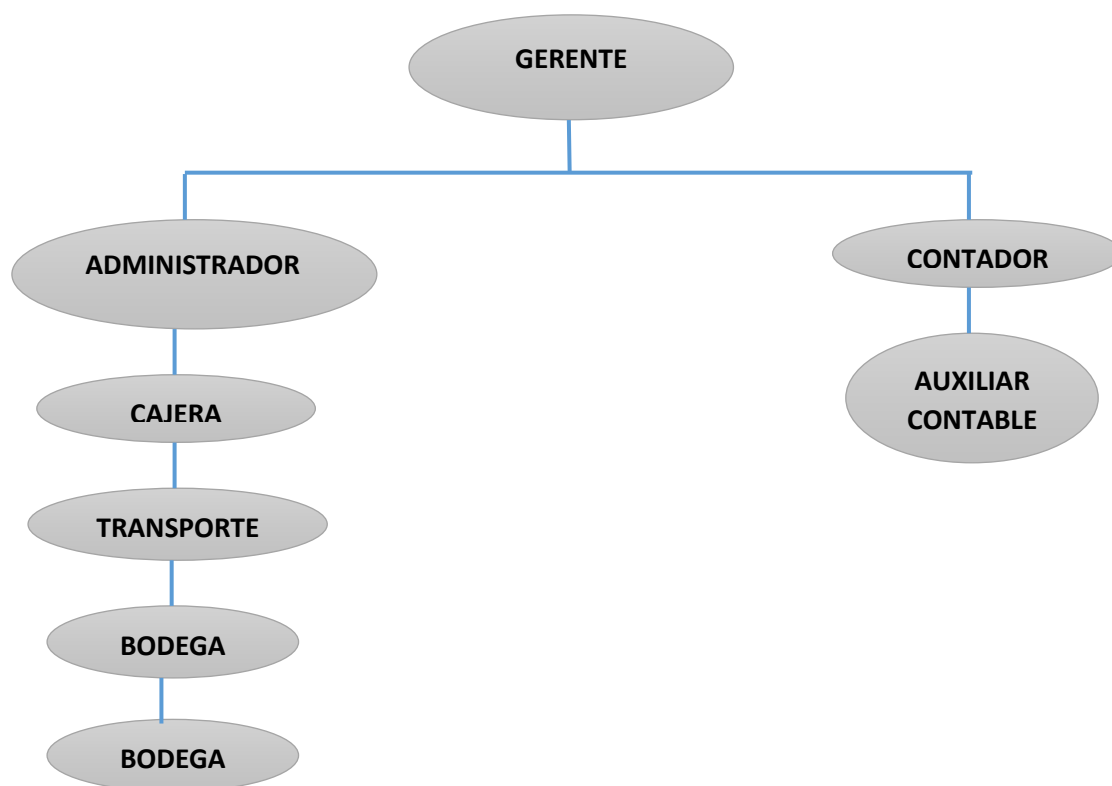 GERENTE
ADMINISTRADOR
CONTADOR
CAJERA
AUXILIAR
CONTABLE
TRANSPORTE
BODEGA
BODEGA